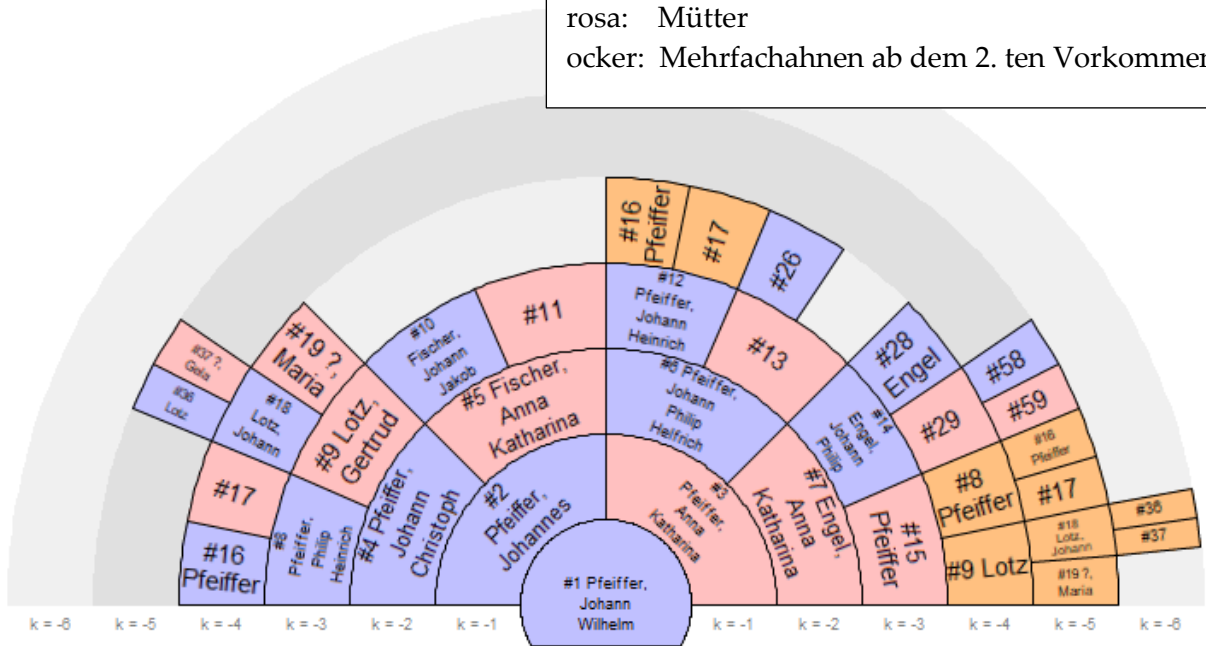 rosa: Mütter
ocker: Mehrfachahnen ab dem 2. ten Vorkommen
#16
Pfeiffer
#17
#26
#12
Pfeiffer,
Johann
Heinrich
#13
#28
Engel
#58
#29
#59
#10
Fischer,
Johann
Jakob
#11
#19 ?,
Maria
#37 ?,
Gela
#36
Lotz
#18
Lotz,
Johann
#9 Lotz,
Gertrud
#5 Fischer,
Anna
Katharina
#6 Pfeiffer,
Johann
Philip
Helfrich
#14
Engel,
Johann
Philip
#16
Pfeiffer
#17
#8
Pfeiffer
#17
#16
Pfeiffer
#8
Pfeiffer,
Philip
Heinrich
#4 Pfeiffer,
Johann
Christoph
#2
Pfeiffer,
Johannes
#3
Pfeiffer,
Anna
Katharina
#7 Engel,
Anna
Katharina
#15
Pfeiffer
#9 Lotz
#18
Lotz,
Johann
#19 ?,
Maria
#36
#37
#1 Pfeiffer,
Johann
Wilhelm
k = -6 k = -5 k = -4 k = -3 k = -2 k = -1 k = -1 k = -2 k = -3 k = -4 k = -5 k = -6